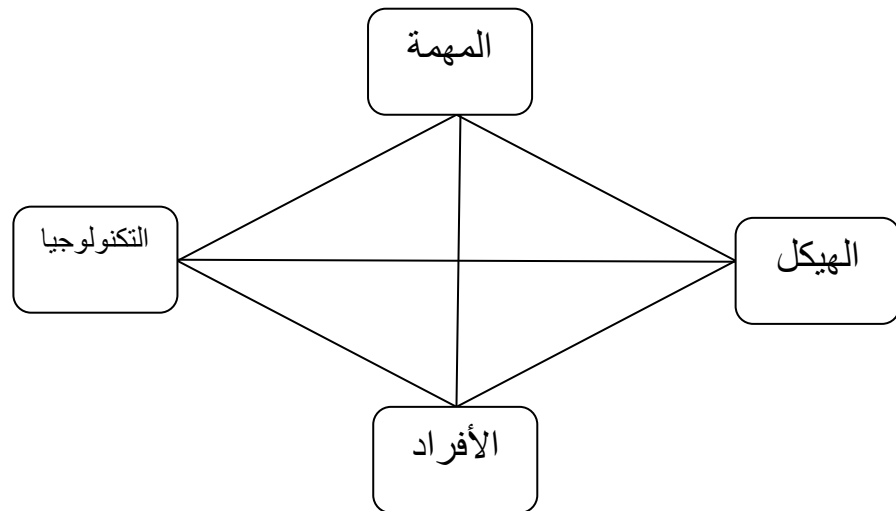 المهمة
الهيكل
التكنولوجيا
الأفراد